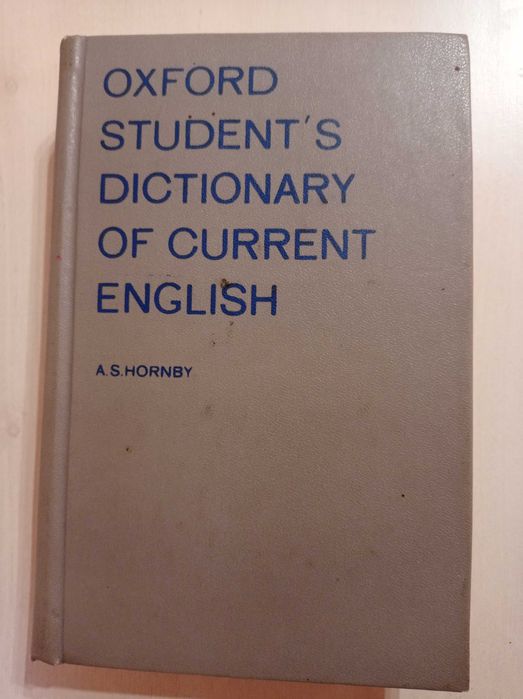 OXFORD
STUDENT'S
DICTIONARY
OF CURRENT
ENGLISH
A.S.HORNBY